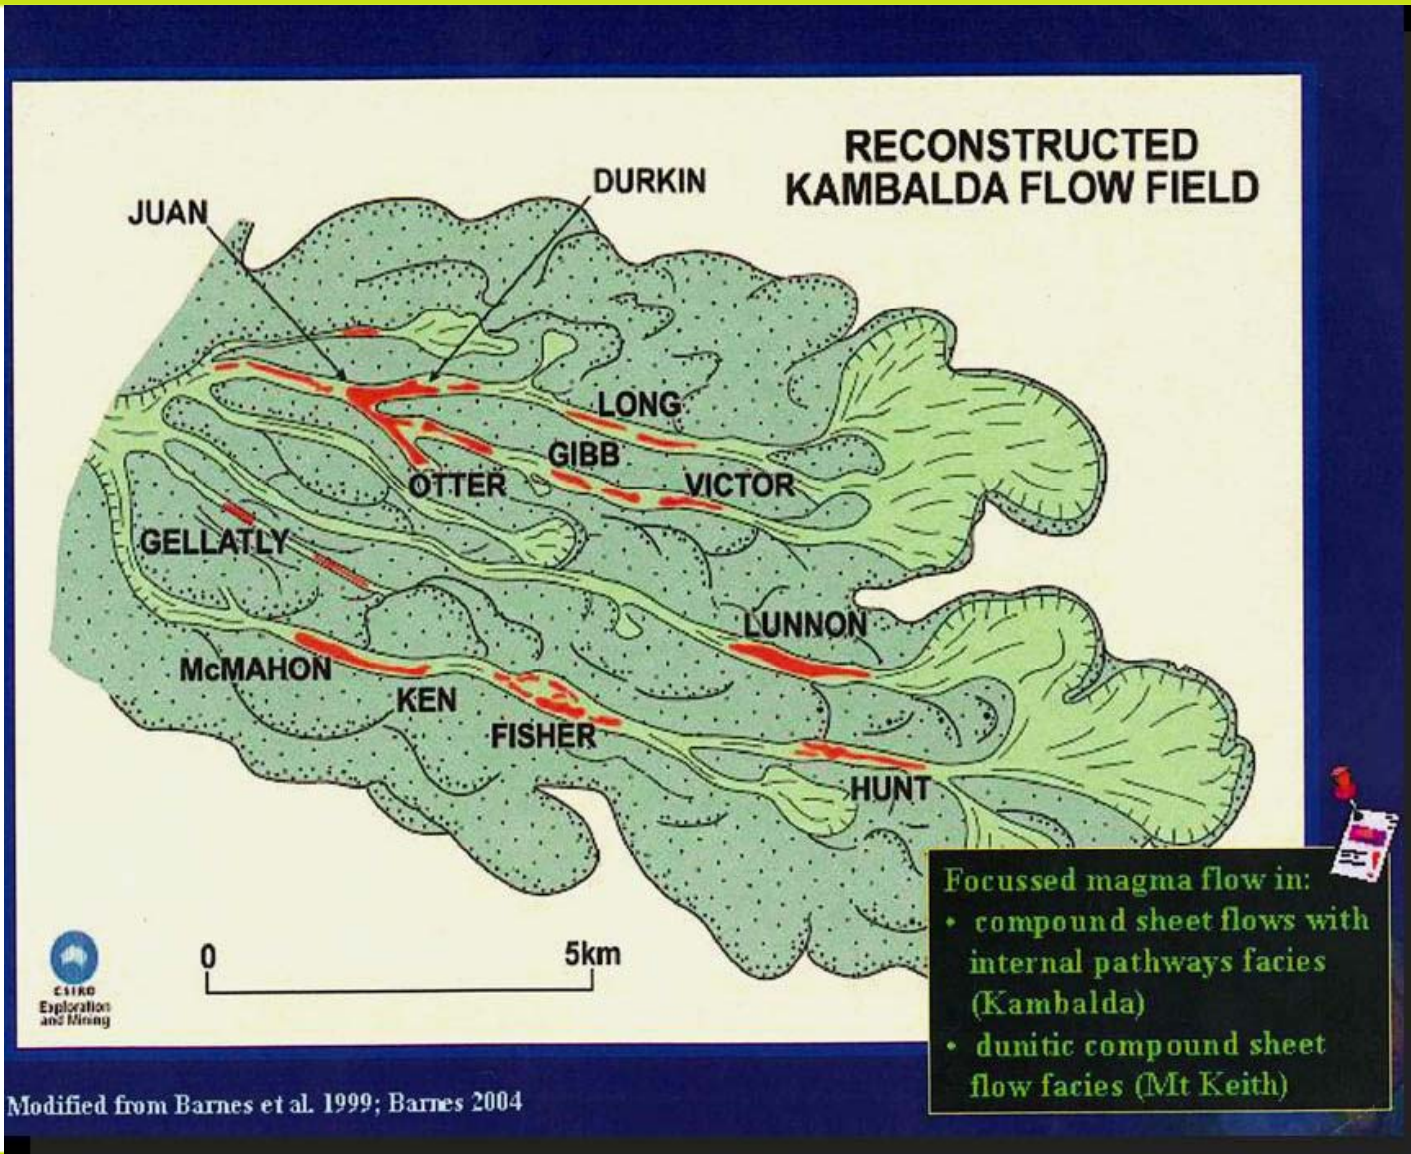 RECONSTRUCTED
KAMBALDA FLOW FIELD
DURKIN
JUAN
LONG
GIBB
OTTER
VICTOR
GELLATLY
LUNNON
McMAHON
KEN
FISHER
HUNT
0
5km
CSIRO
Exploration
and Mining
Focussed magma flow in:
• compound sheet flows with
internal pathways facies
(Kambalda)
• dunitic compound sheet
flow facies (Mt Keith)
Modified from Barnes et al. 1999; Barnes 2004